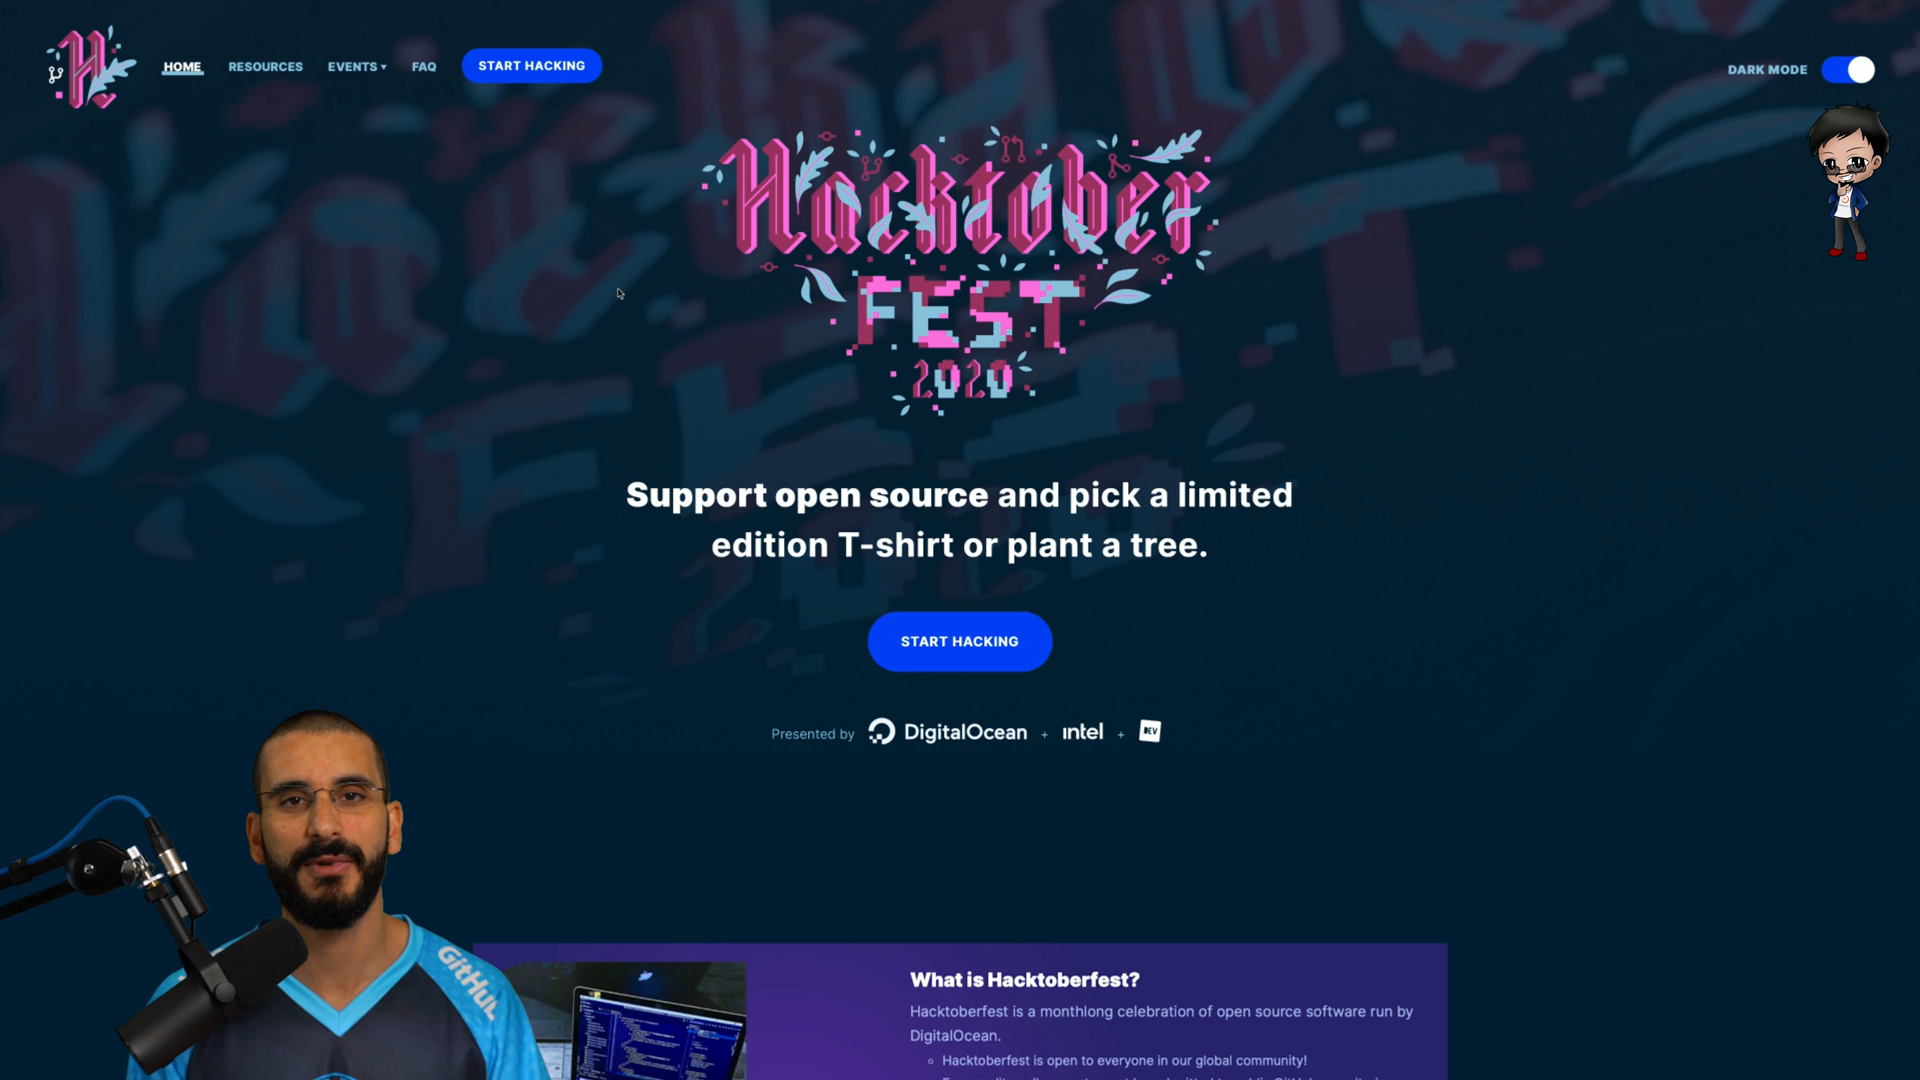 HOME
RESOURCES
EVENTS ▾
FAQ
START HACKING
DARK MODE
Hacktober
FEST
2020
Support open source and pick a limited
edition T-shirt or plant a tree.
START HACKING
Presented by DigitalOcean + intel + DEV
GitHub
What is Hacktoberfest?
Hacktoberfest is a monthlong celebration of open source software run by
DigitalOcean.
Hacktoberfest is open to everyone in our global community!